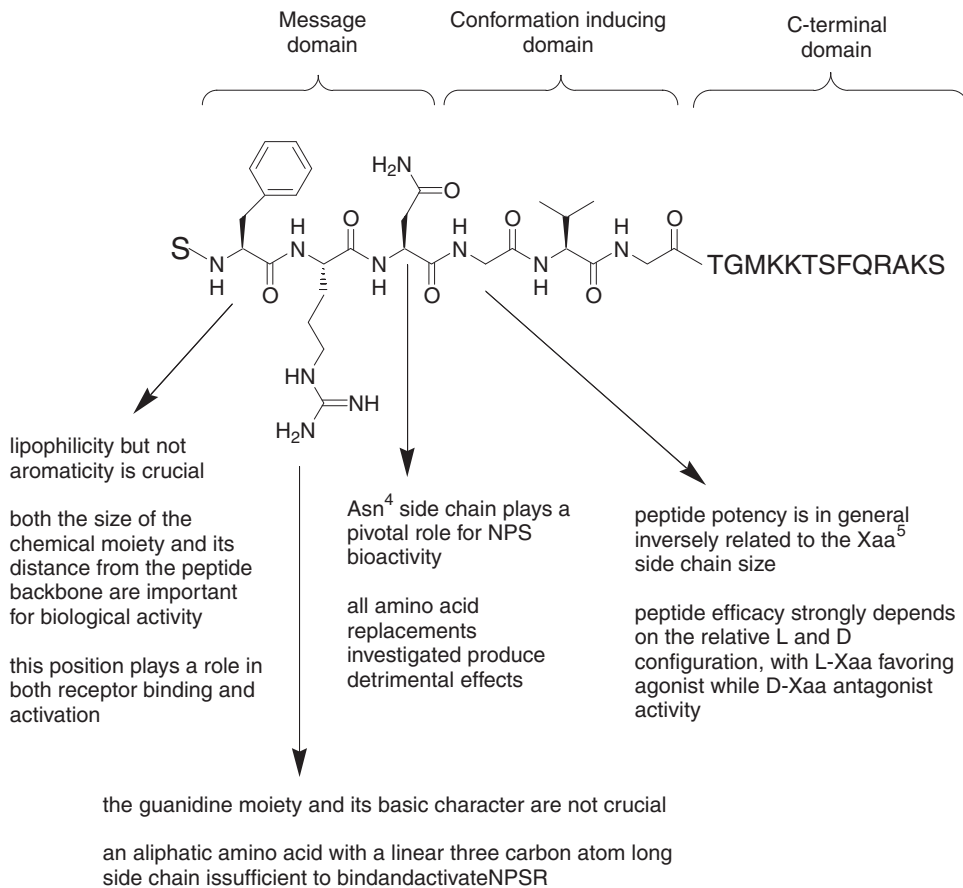 Message
domain
Conformation inducing
domain
C-terminal
domain
H₂N
O
H
N
O
H
N
O
H
N
O
S
N
H
O
N
H
O
N
H
O
TGMKKTSFQRAKS
HN
NH
H₂N
lipophilicity but not
aromaticity is crucial
both the size of the
chemical moiety and its
distance from the peptide
backbone are important
for biological activity
this position plays a role in
both receptor binding and
activation
Asn⁴ side chain plays a
pivotal role for NPS
bioactivity
all amino acid
replacements
investigated produce
detrimental effects
peptide potency is in general
inversely related to the Xaa⁵
side chain size
peptide efficacy strongly depends
on the relative L and D
configuration, with L-Xaa favoring
agonist while D-Xaa antagonist
activity
the guanidine moiety and its basic character are not crucial
an aliphatic amino acid with a linear three carbon atom long
side chain issufficient to bindandactivateNPSR